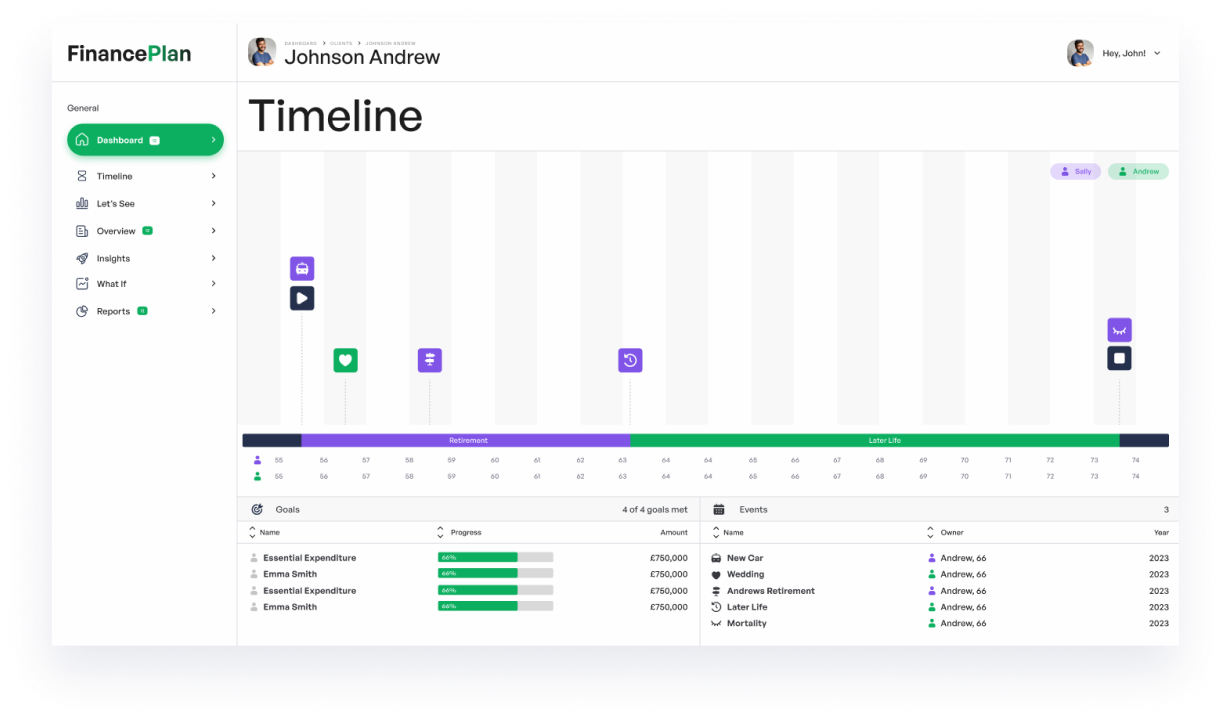 FinancePlan
DASHBOARD > CLIENTS > JOHNSON ANDREW
Johnson Andrew
Hey, John!
General
Dashboard 12
Timeline
Let's See
Overview
Insights
What If
Reports
Timeline
Sally Andrew
Retirement Later Life
55 56 57 58 59 60 61 62 63 64 64 65 66 67 68 69 70 71 72 73 74
55 56 57 58 59 60 61 62 63 64 64 65 66 67 68 69 70 71 72 73 74
Goals 4 of 4 goals met
Name Progress Amount
Essential Expenditure 66% £750,000
Emma Smith 66% £750,000
Essential Expenditure 66% £750,000
Emma Smith 66% £750,000
Events 3
Name Owner Year
New Car Andrew, 66 2023
Wedding Andrew, 66 2023
Andrews Retirement Andrew, 66 2023
Later Life Andrew, 66 2023
Mortality Andrew, 66 2023